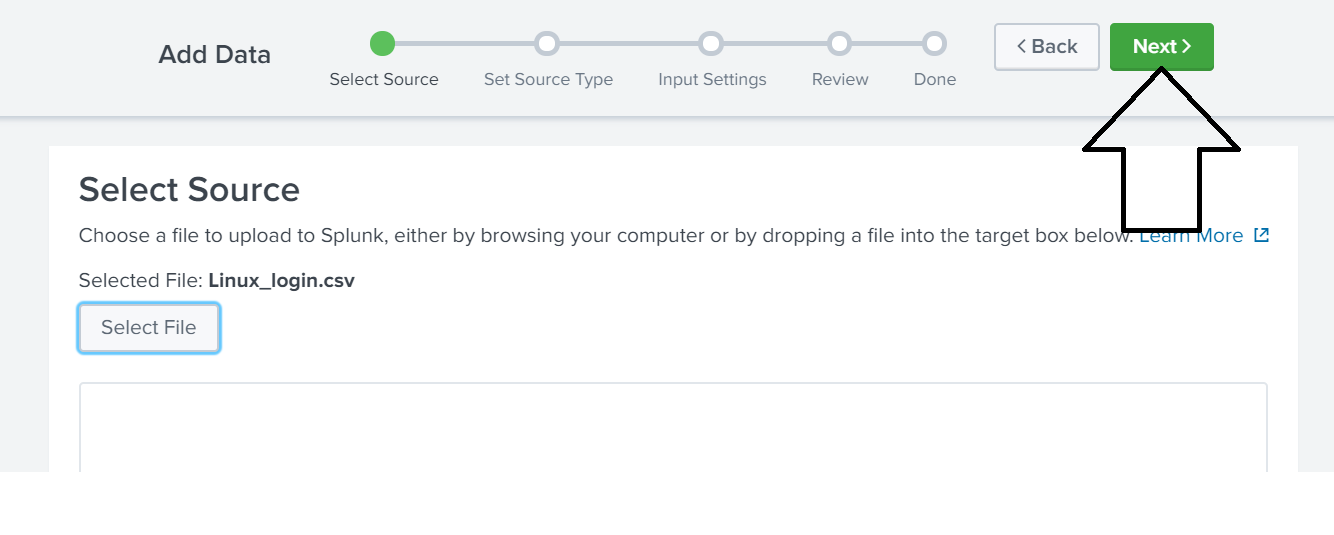 Add Data
Select Source
Set Source Type
Input Settings
Review
Done
Back
Next
Select Source
Choose a file to upload to Splunk, either by browsing your computer or by dropping a file into the target box below. Learn More
Selected File: Linux_login.csv
Select File